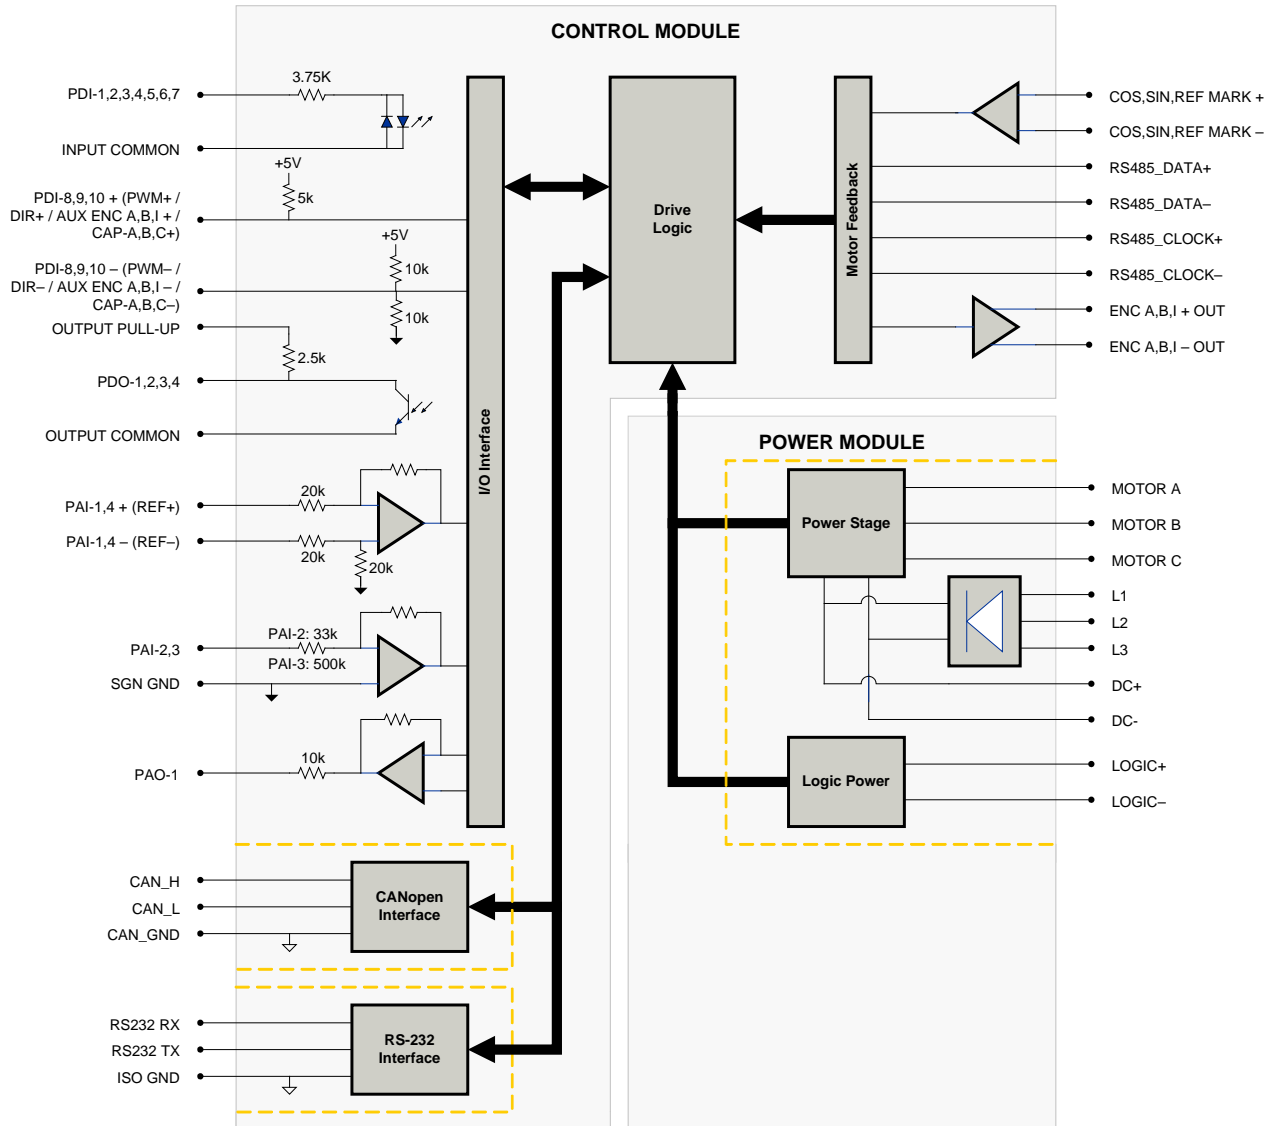 CONTROL MODULE
PDI-1,2,3,4,5,6,7
3.75K
INPUT COMMON
+5V
5k
PDI-8,9,10 + (PWM+ /
DIR+ / AUX ENC A,B,I + /
CAP-A,B,C+)
+5V
10k
10k
PDI-8,9,10 – (PWM– /
DIR– / AUX ENC A,B,I – /
CAP-A,B,C–)
OUTPUT PULL-UP
2.5k
PDO-1,2,3,4
OUTPUT COMMON
PAI-1,4 + (REF+)
20k
PAI-1,4 – (REF–)
20k
20k
PAI-2,3
PAI-2: 33k
PAI-3: 500k
SGN GND
PAO-1
10k
I/O Interface
Drive
Logic
Motor Feedback
COS,SIN,REF MARK +
COS,SIN,REF MARK –
RS485_DATA+
RS485_DATA–
RS485_CLOCK+
RS485_CLOCK–
ENC A,B,I + OUT
ENC A,B,I – OUT
POWER MODULE
Power Stage
MOTOR A
MOTOR B
MOTOR C
L1
L2
L3
DC+
DC-
Logic Power
LOGIC+
LOGIC–
CAN_H
CAN_L
CAN_GND
CANopen
Interface
RS232 RX
RS232 TX
ISO GND
RS-232
Interface